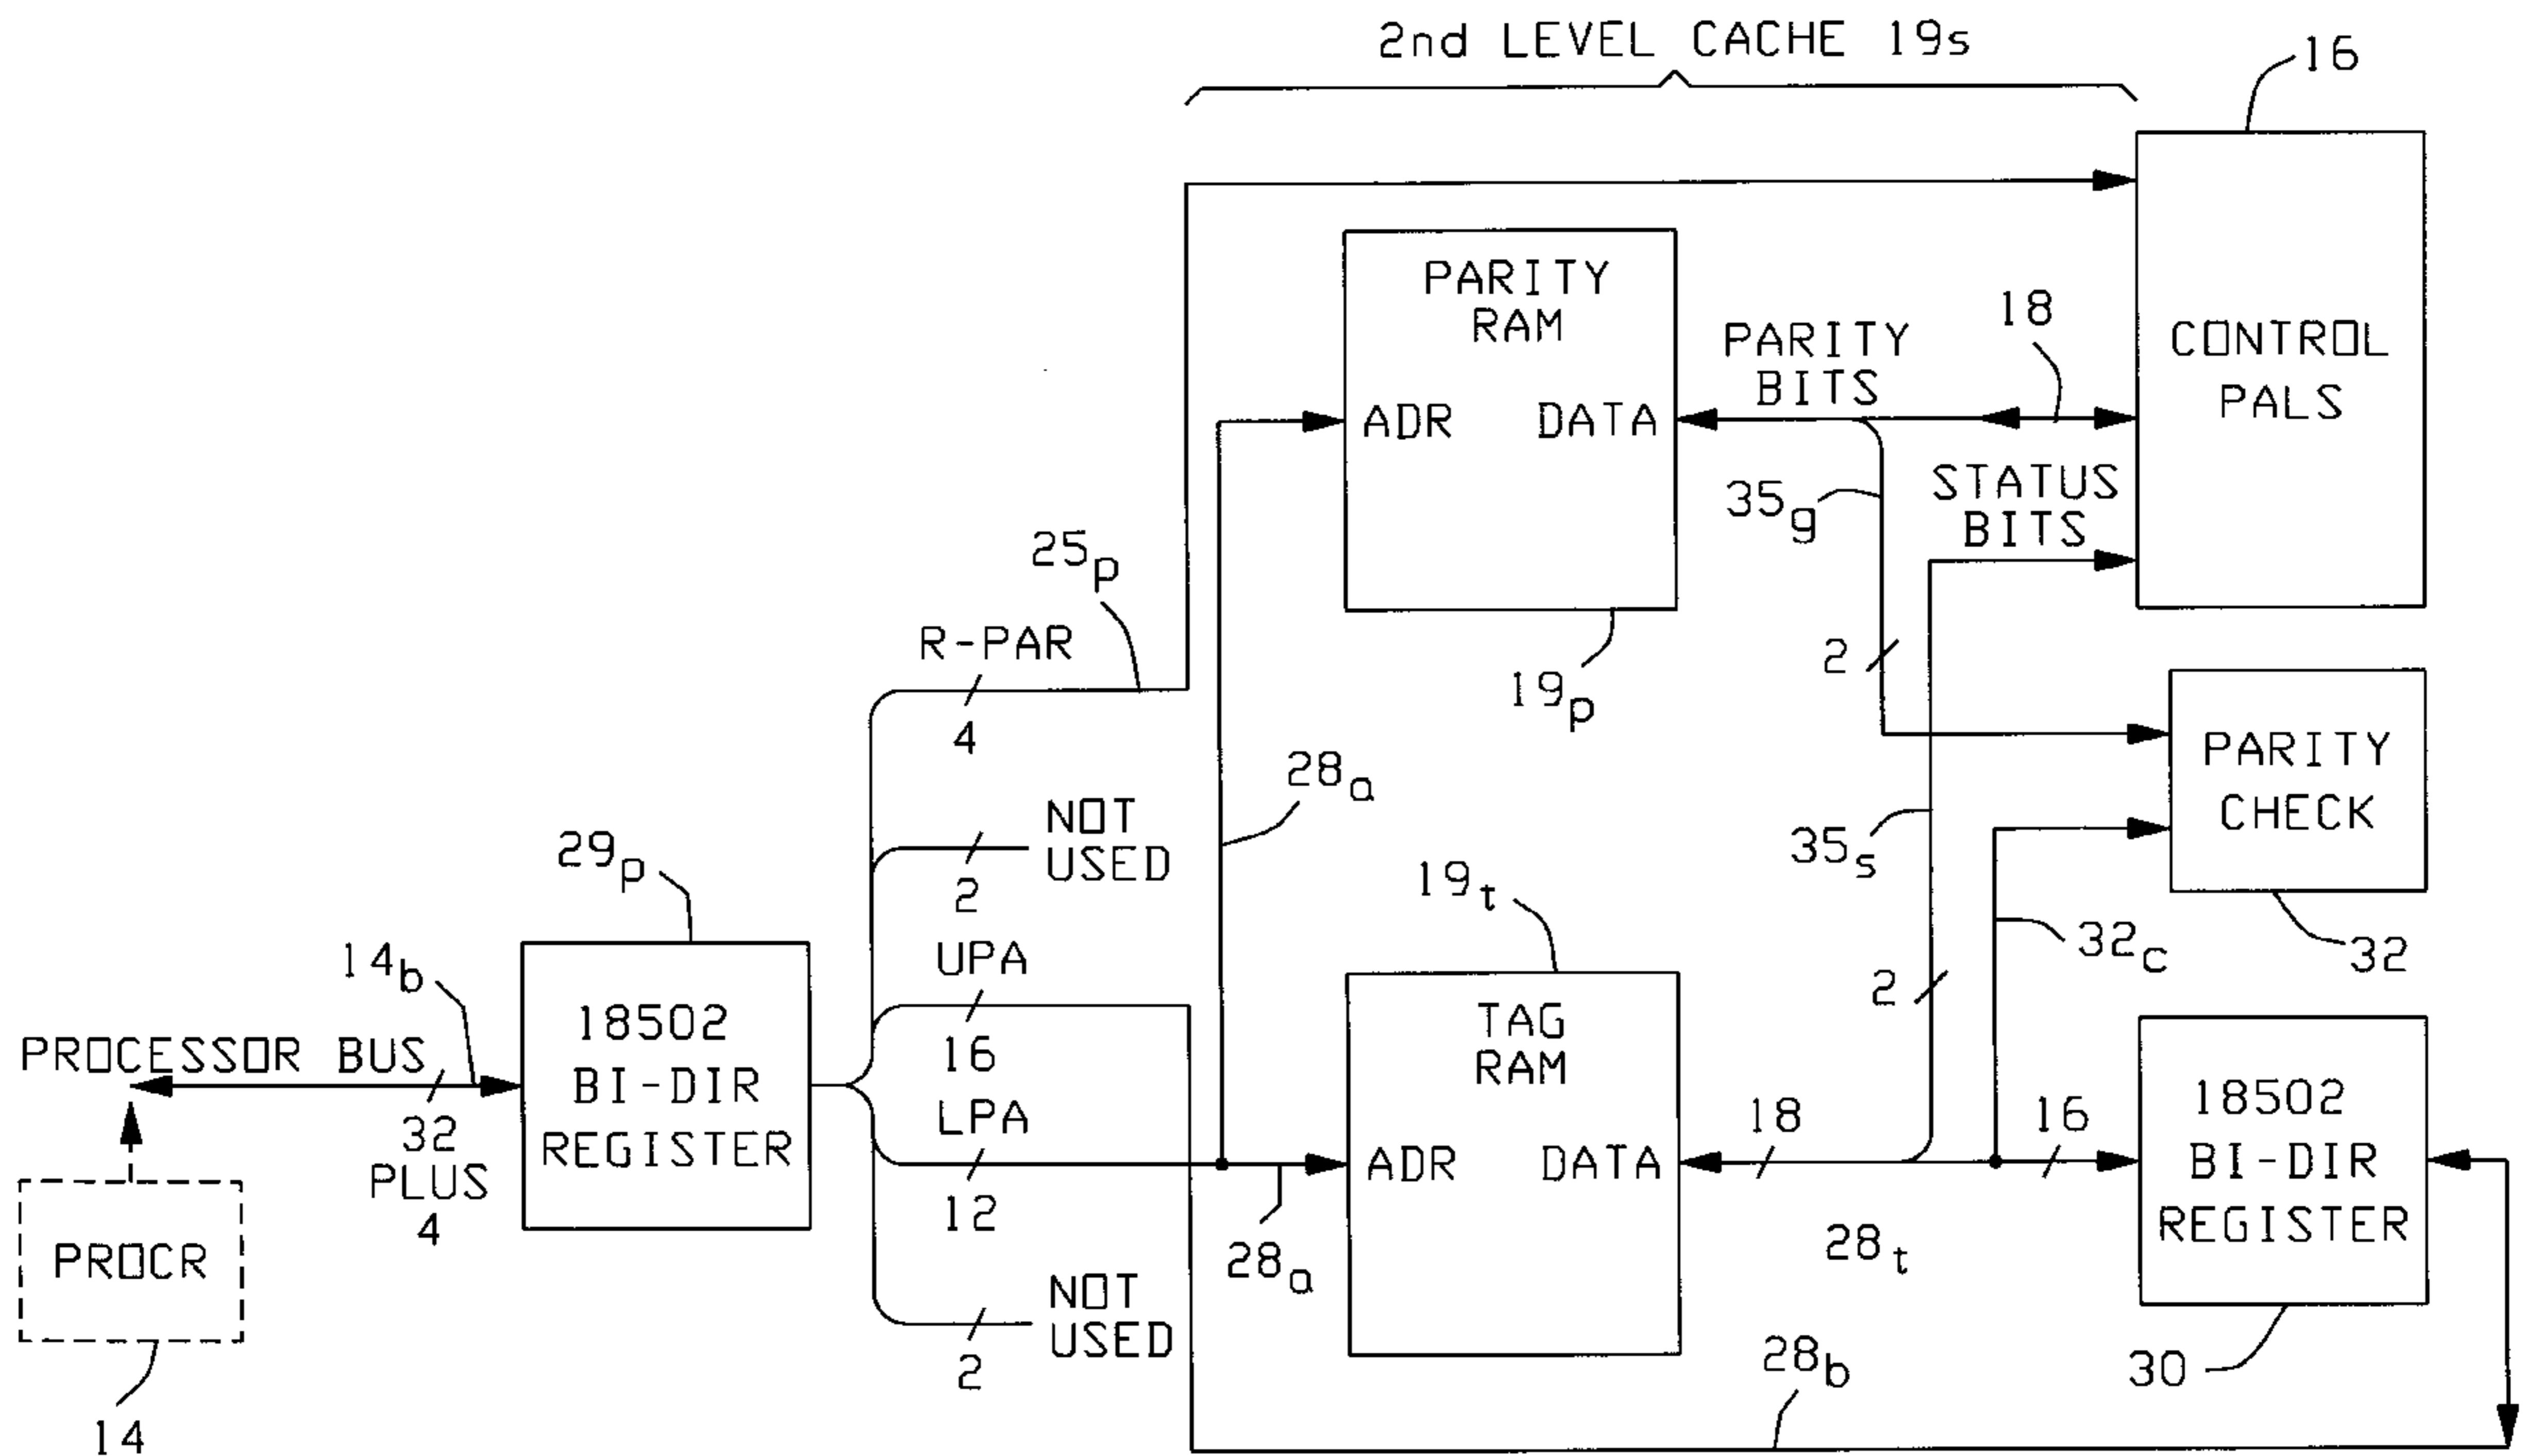 2nd LEVEL CACHE 19s
16
PARITY
RAM
ADR DATA
19p
PARITY
BITS
18
CONTROL
PALS
STATUS
BITS
35g
2
25p
R-PAR
4
28a
NOT
USED
2
PARITY
CHECK
32
35s
32c
2
29p
14b
PROCESSOR BUS
32
PLUS
4
18502
BI-DIR
REGISTER
UPA
16
LPA
12
28a
NOT
USED
2
19t
TAG
RAM
ADR DATA
18
16
28t
18502
BI-DIR
REGISTER
30
28b
PROCR
14